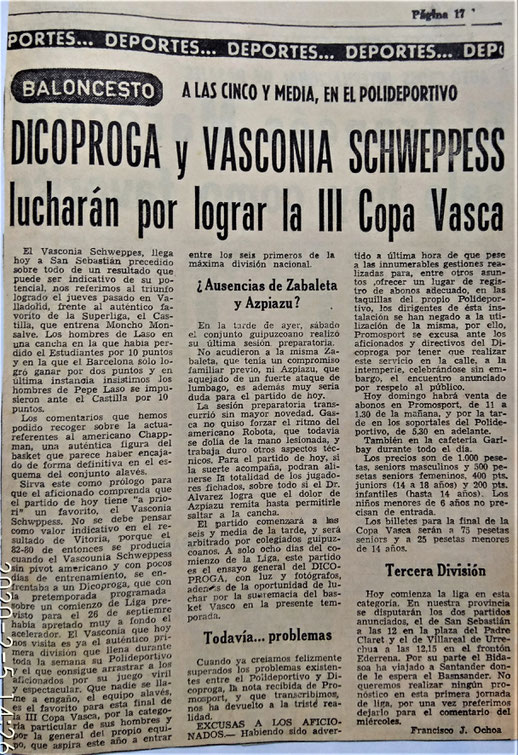 Página 17
PORTES... DEPORTES... DEPORTES... DEPORTES... DEPO
BALONCESTO
A LAS CINCO Y MEDIA, EN EL POLIDEPORTIVO
DICOPROGA y VASCONIA SCHWEPPESS
lucharán por lograr la III Copa Vasca
El Vasconia Schweppes, llega
hoy a San Sebastián precedido
sobre todo de un resultado que
puede ser indicativo de su po-
tencial, nos referimos al triunfo
logrado el jueves pasado en Va-
lladolid, frente al auténtico fa-
vorito de la Superliga, el Cas-
tilla, que entrena Moncho Mon-
salve. Los hombres de Laso en
una cancha en la que había per-
dido el Estudiantes por 10 puntos
y en la que el Barcelona sólo lo-
gró ganar por dos puntos y en
última instandia insistimos los
hombres de Pepe Laso se impu-
sieron ante el Castilla por 10
puntos.
Los comentarios que hemos
podido recoger sobre la actua-
referentes al americano Chapp-
man, una auténtica figura del
basket que parece haber encaja-
do de forma definitiva en el es-
quema del conjunto alavés.
Sirva este como prólogo para
que el aficionado comprenda que
el partido de hoy tiene "a prio-
ri" un favorito, el Vasconia
Schwppess. No se debe pensar
como valor indicativo en el re-
sultado de Vitoria, porque el
82-80 de entonces se producía
cuando el Vascounia Schweppess
sin pivot americano y con pocos
días de entrenamiento, se en-
frentaba a un Dicoproga, que con
la pretemporada programada
sobre un comienzo de Liga pre-
visto para el 26 de septiembre
había apretado muy a fondo el
acelerador. El Vasconia que hoy
nos visita es ya el auténtico pri-
mera división que llena durante
toda la semana su Polideportivo
y el que consigue arrastrar a los
aficionados por su juego viril
y espectacular. Que nadie se lla-
me a engaño, el equipo alavés,
es el favorito para esta final de
la III Copa Vasca, por la catego-
ría particular de sus hombres y
por la general del propio equi-
po, que aspira este año a entrar
entre los seis primeros de la
máxima división nacional.
¿Ausencias de Zabaleta
y Azpiazu?
En la tarde de ayer, sábado
el conjunto guipuzcoano realizó
su última sesión preparatoria.
No acudieron a la misma Za-
balera, que tenía un compromiso
familiar previo, ni Azpiazu, que
aquejado de un fuerte ataque de
lumbago, es además muy seria
duda para el partido de hoy.
La sesión preparatoria trans-
currió sin mayor novedad. Gas-
ca no quiso forzar el ritmo del
americano Robota, que todavía
se dolía de la mano lesionada, y
trabaja duro otros aspectos téc-
nicos. Para el partido de hoy, si
la suerte acompaña, podran aline-
arse la totalidad de los jugado-
res fichados, sobre todo si el Dr.
Alvarez logra que el dolor de
Azpiazu remita hasta permitirle
saltar a la cancha.
El partido comenzará a las
seis y media de la tarde, y será
arbitrado por colegiados guipuz-
coanos. A solo ocho días del co-
mienzo de la Liga, este partido
es el ensayo general del DICO-
PROGA, con luz y fotógrafos,
además de la oportunidad de lu-
char por la supremacía del bas-
ket Vasco en la presente tem-
porada.
Todavía... problemas
Cuando ya creíamos felizmente
superados los problemas existen-
entre el Polideportivo y Di-
coproga, la nota recibida de Pro-
mosport, y que transcribimos,
nos ha devuelto a la triste reali-
dad.
EXCUSAS A LOS AFICIO-
NADOS.— Habiendo sido adver-
tido a última hora de que pese
a las innumerables gestiones rea-
lizadas para, entre otros asun-
tos ,ofrecer un lugar de regis-
tro de abonos adecuado, en las
taquillas del propio Polidepor-
tivo, los dirigentes de ésta ins-
talación se han negado a la uti-
lización de la misma, por ello,
Promosport se excusa ante los
aficionados y directivos del Di-
coproga por tener que realizar
este servicio en la calle, a la
intemperie, celebrándose sin em-
bargo, el encuentro anunciado
por respeto al público.
Hoy domingo habrá venta de
abonos en Promosport, de 11 a
1.30 de la mañana y por la tar-
de en los soportales del Polide-
portivo, de 5,30 en adelante.
También en la cafetería Gari-
bay durante todo el día.
Los precios son de 1.000 pese-
tas, seniors masculinos y 500 pe-
setas seniors femeninos, 400 pts.
juniors (14 a 18 años) y 200 pts.
infantiles (hasta 14 años). Los
niños menores de 6 años no pre-
cisan de entrada.
Los billetes para la final de la
Copa Vasca serán a 75 pesetas
seniors y a 25 pesetas menores
de 14 años.
Tercera División
Hoy comienza la liga en esta
categoría. En nuestra provincia
se disputarán los dos partidos
anunciados, el de San Sebastián
a las 12 en la plaza del Padre
Claret y el de Villareal de Urre-
chua a las 12,15 en el frontón
Ederrena. Por su parte el Bida-
soa ha viajado a Santander don-
de le espera el Basmsander. No
queremos realizar ningún pro-
nóstico en esta primera jornada
de liga, por una vez preferimos
dejarlo para el comentario del
miércoles.
Francisco J. Ochoa